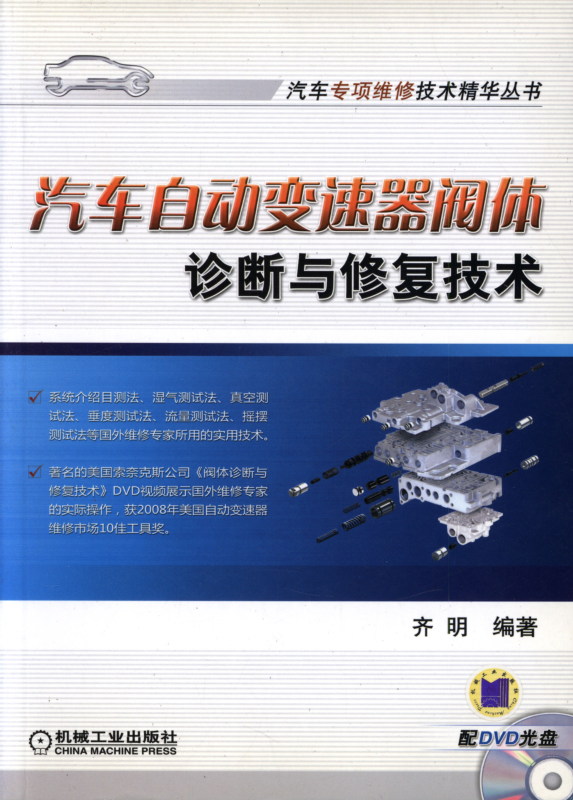 汽车专项维修技术精华丛书
汽车自动变速器阀体
诊断与修复技术
系统介绍目测法、湿气测试法、真空测
试法、垂度测试法、流量测试法、摇摆
测试法等国外维修专家所用的实用技术。
著名的美国索奈克斯公司《阀体诊断与
修复技术》DVD视频展示国外维修专家
的实际操作，获2008年美国自动变速器
维修市场10佳工具奖。
齐 明 编著
机械工业出版社
CHINA MACHINE PRESS
配DVD光盘